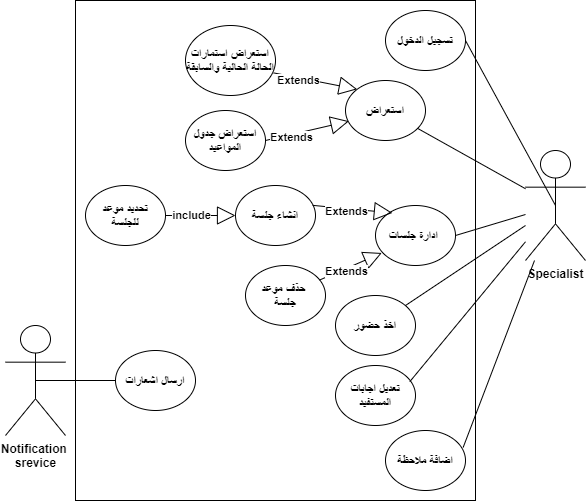 تسجيل الدخول
استعراض استمارات
الحالة الحالية والسابقة
Extends
استعراض
استعراض جدول
المواعيد
Extends
تحديد موعد
للجلسة
include
انشاء جلسة
Extends
ادارة جلسات
Extends
حذف موعد
جلسة
Specialist
اخذ حضور
ارسال اشعارات
تعديل اجابات
المستفيد
Notification
srevice
اضافة ملاحظة